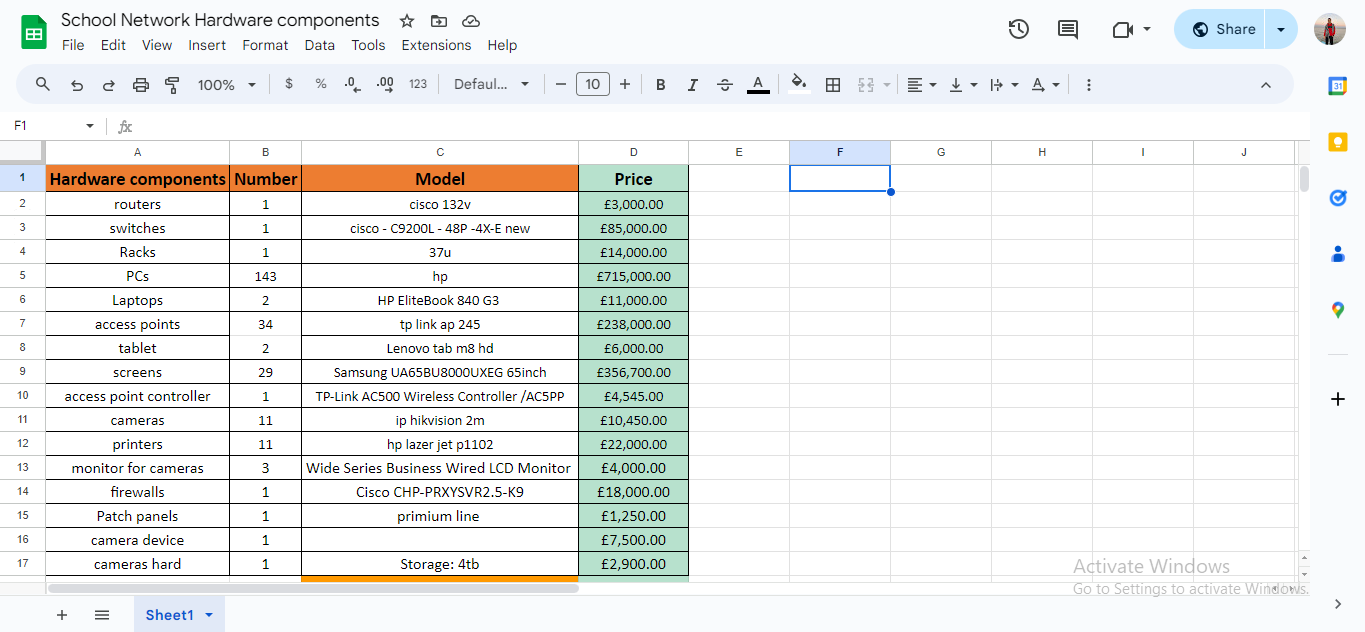 School Network Hardware components
File Edit View Insert Format Data Tools Extensions Help
Share
100% $ % .0 .00 123 Defaul... 10 B I A A
31
F1 fx
A B C D E F G H I J
1 Hardware components Number Model Price
2 routers 1 cisco 132v £3,000.00
3 switches 1 cisco - C9200L - 48P -4X-E new £85,000.00
4 Racks 1 37u £14,000.00
5 PCs 143 hp £715,000.00
6 Laptops 2 HP EliteBook 840 G3 £11,000.00
7 access points 34 tp link ap 245 £238,000.00
8 tablet 2 Lenovo tab m8 hd £6,000.00
9 screens 29 Samsung UA65BU8000UXEG 65inch £356,700.00
10 access point controller 1 TP-Link AC500 Wireless Controller /AC5PP £4,545.00
11 cameras 11 ip hikvision 2m £10,450.00
12 printers 11 hp lazer jet p1102 £22,000.00
13 monitor for cameras 3 Wide Series Business Wired LCD Monitor £4,000.00
14 firewalls 1 Cisco CHP-PRXYSVR2.5-K9 £18,000.00
15 Patch panels 1 primium line £1,250.00
16 camera device 1 £7,500.00
17 cameras hard 1 Storage: 4tb £2,900.00
Activate Windows
Go to Settings to activate Windows.
Sheet1